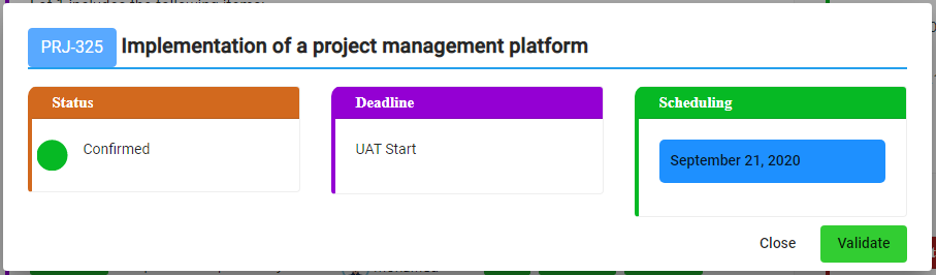 PRJ-325 Implementation of a project management platform
Status
Deadline
Scheduling
Confirmed
UAT Start
September 21, 2020
Close
Validate